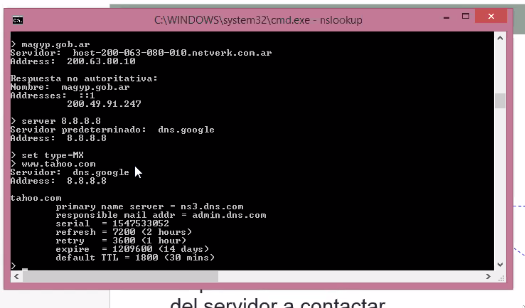 C:\WINDOWS\system32\cmd.exe - nslookup
> magyp.gob.ar
Servidor: host-200-063-080-010.netverk.com.ar
Address: 200.63.80.10
Respuesta no autoritativa:
Nombre: magyp.gob.ar
Addresses: ::1
200.49.91.247
> server 8.8.8.8
Servidor predeterminado: dns.google
Address: 8.8.8.8
> set type-MX
> www.tahoo.com
Servidor: dns.google
Address: 8.8.8.8
tahoo.com
primary name server = ns3.dns.com
responsible mail addr = admin.dns.com
serial = 1547533052
refresh = 7200 (2 hours)
retry = 3600 (1 hour)
expire = 1209600 (14 days)
default TTL = 1800 (30 mins)
>
del servidor a contactar